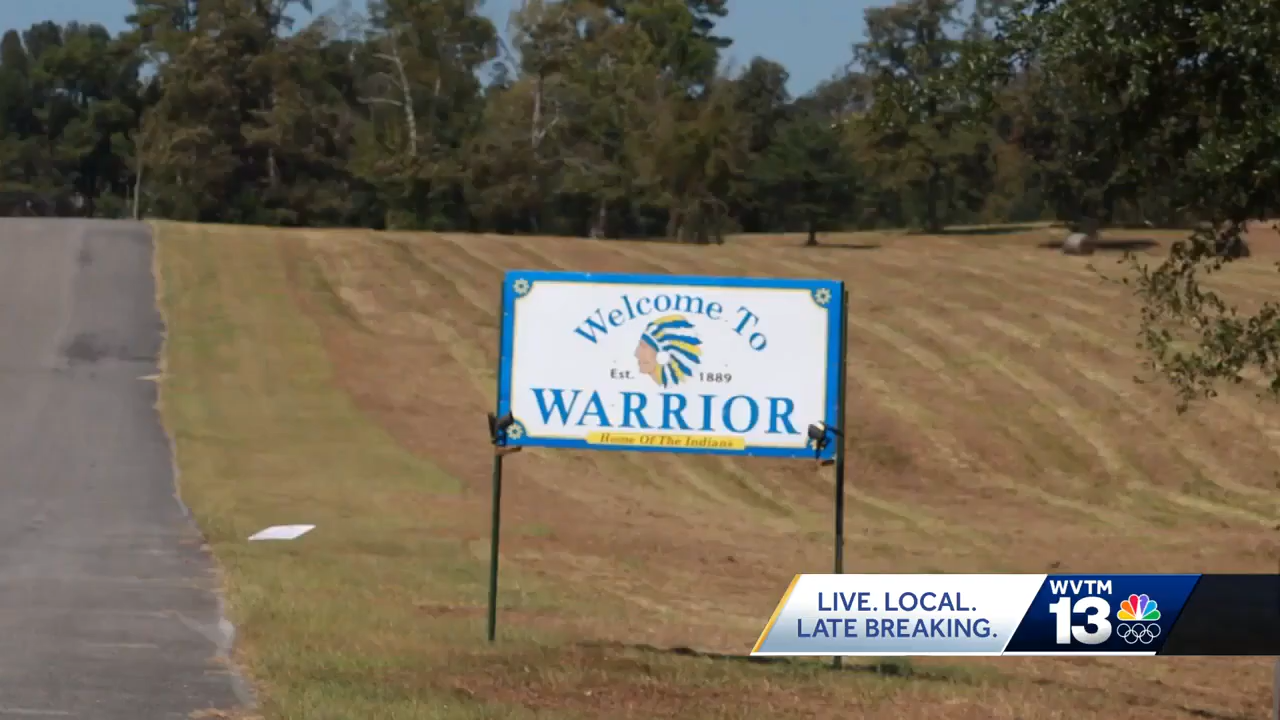 Welcome To
Est. 1889
WARRIOR
Home Of The Indians
LIVE. LOCAL.
LATE BREAKING.
WVTM
13